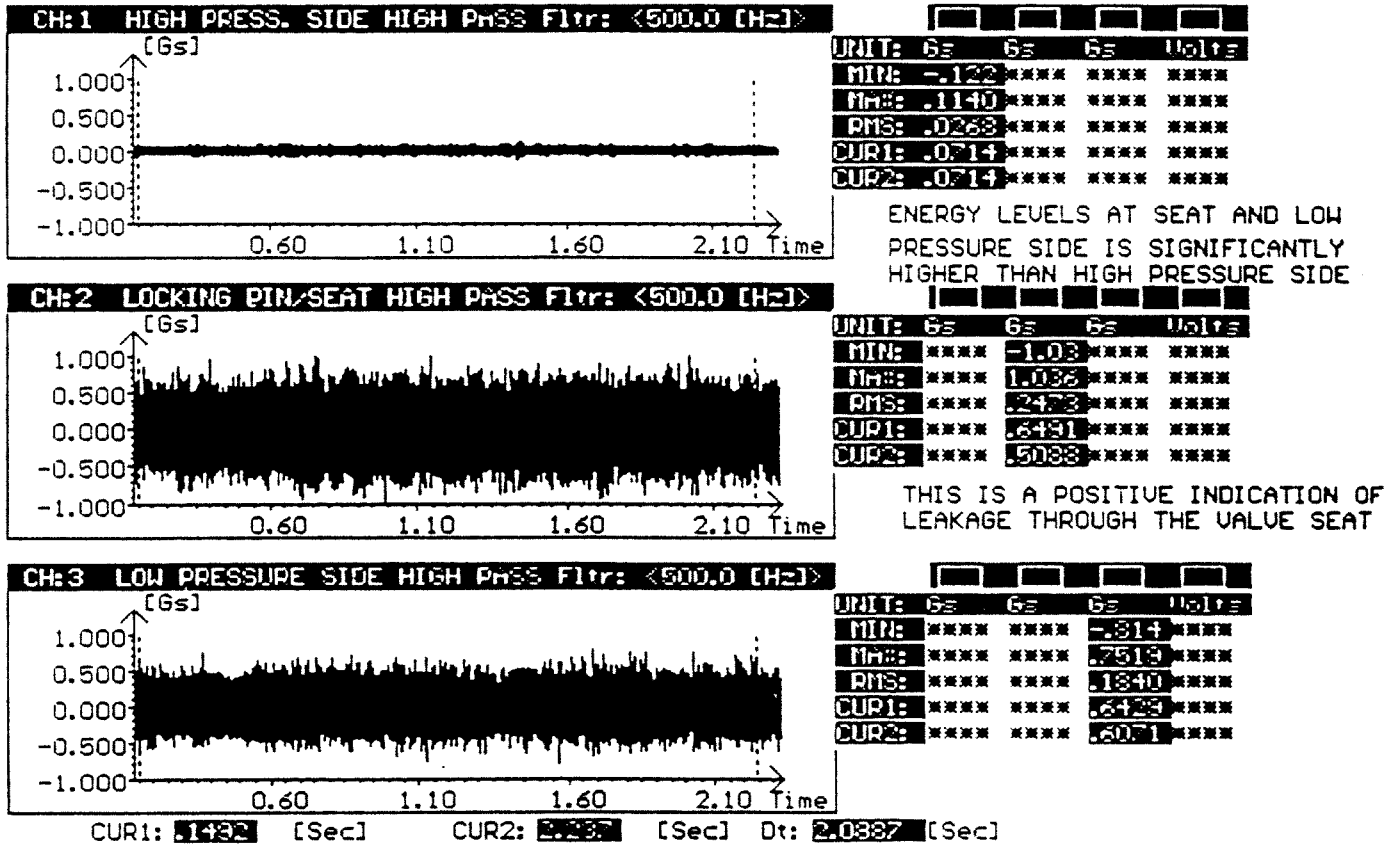 CH:1 HIGH PRESS. SIDE HIGH PASS Fltr: <500.0 [Hz]>
[Gs]
1.000
0.500
0.000
-0.500
-1.000
0.60 1.10 1.60 2.10 Time
UNIT: Gs Gs Gs Volts
MIN: -.122 **** **** ****
MAX: .1140 **** **** ****
RMS: .0268 **** **** ****
CUR1: .0714 **** **** ****
CUR2: .0714 **** **** ****
ENERGY LEVELS AT SEAT AND LOW
PRESSURE SIDE IS SIGNIFICANTLY
HIGHER THAN HIGH PRESSURE SIDE
CH:2 LOCKING PIN/SEAT HIGH PASS Fltr: <500.0 [Hz]>
[Gs]
1.000
0.500
0.000
-0.500
-1.000
0.60 1.10 1.60 2.10 Time
UNIT: Gs Gs Gs Volts
MIN: **** -1.03 **** ****
MAX: **** 1.036 **** ****
RMS: **** .2473 **** ****
CUR1: **** .6491 **** ****
CUR2: **** .5088 **** ****
THIS IS A POSITIVE INDICATION OF
LEAKAGE THROUGH THE VALVE SEAT
CH:3 LOW PRESSURE SIDE HIGH PASS Fltr: <500.0 [Hz]>
[Gs]
1.000
0.500
0.000
-0.500
-1.000
0.60 1.10 1.60 2.10 Time
UNIT: Gs Gs Gs Volts
MIN: **** **** -.814 ****
MAX: **** **** .7519 ****
RMS: **** **** .1840 ****
CUR1: **** **** ****
CUR2: **** **** .6071 ****
CUR1: [Sec] CUR2: [Sec] Dt: 2.0887 [Sec]